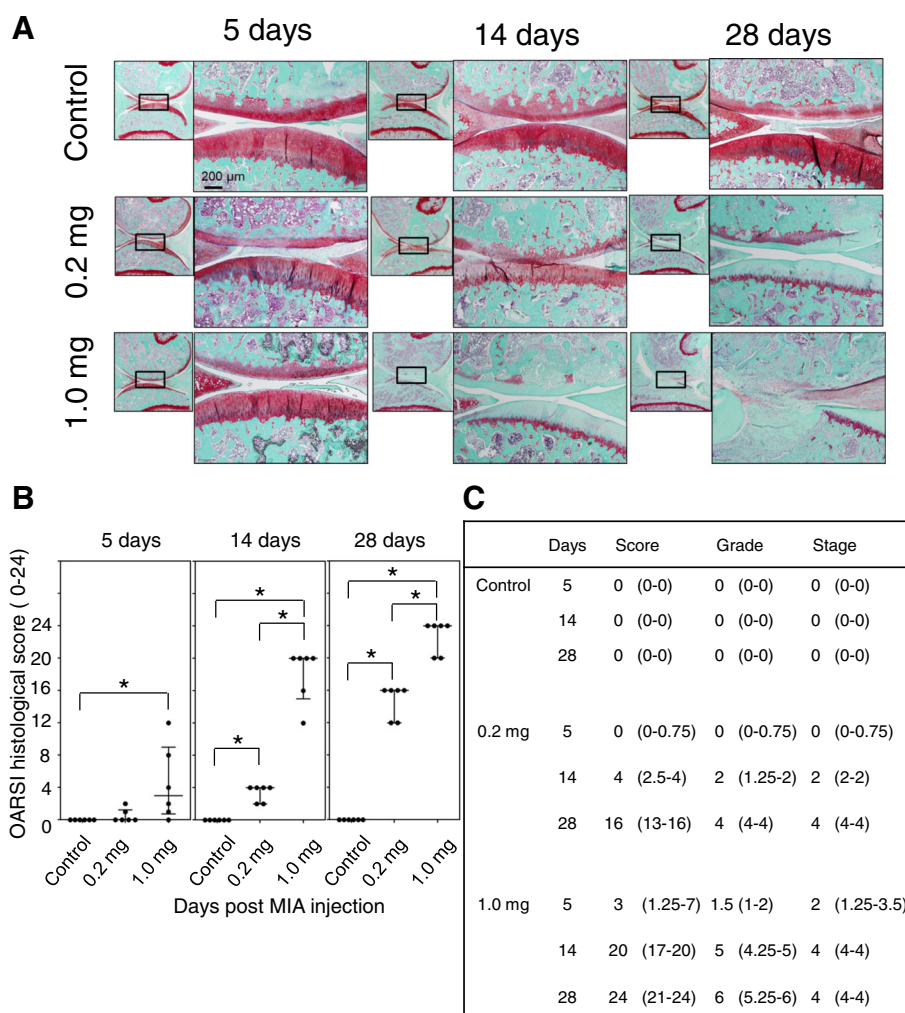 A
5 days 14 days 28 days
Control
200 µm
0.2 mg
1.0 mg
B
5 days 14 days 28 days
OARSI histological score ( 0-24)
24
20
16
12
8
4
0
* * * * * * *
Control 0.2 mg 1.0 mg Control 0.2 mg 1.0 mg Control 0.2 mg 1.0 mg
Days post MIA injection
C
Days Score Grade Stage
Control 5 0 (0-0) 0 (0-0) 0 (0-0)
14 0 (0-0) 0 (0-0) 0 (0-0)
28 0 (0-0) 0 (0-0) 0 (0-0)
0.2 mg 5 0 (0-0.75) 0 (0-0.75) 0 (0-0.75)
14 4 (2.5-4) 2 (1.25-2) 2 (2-2)
28 16 (13-16) 4 (4-4) 4 (4-4)
1.0 mg 5 3 (1.25-7) 1.5 (1-2) 2 (1.25-3.5)
14 20 (17-20) 5 (4.25-5) 4 (4-4)
28 24 (21-24) 6 (5.25-6) 4 (4-4)